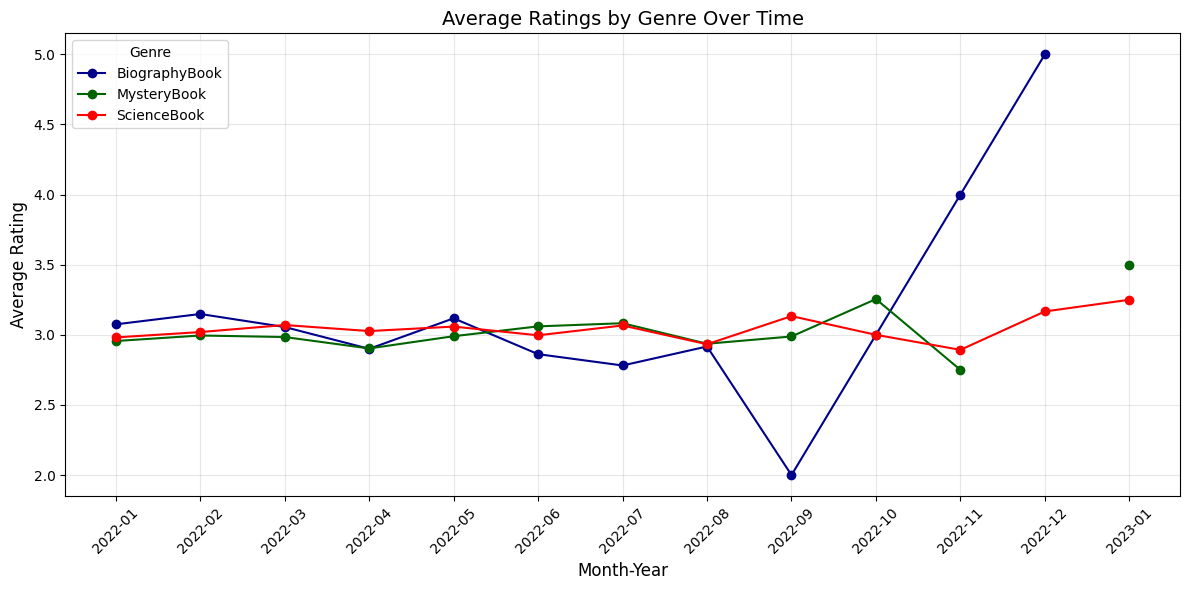 Average Ratings by Genre Over Time
Genre
BiographyBook
MysteryBook
ScienceBook
Average Rating
5.0
4.5
4.0
3.5
3.0
2.5
2.0
2022-01
2022-02
2022-03
2022-04
2022-05
2022-06
2022-07
2022-08
2022-09
2022-10
2022-11
2022-12
2023-01
Month-Year